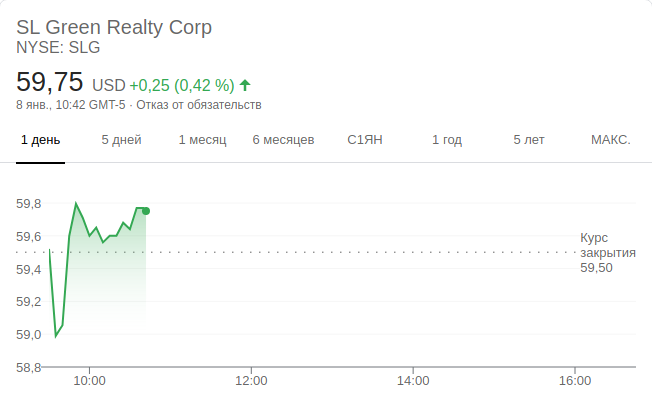 SL Green Realty Corp
NYSE: SLG
59,75 USD +0,25 (0,42 %)
8 янв., 10:42 GMT-5 · Отказ от обязательств
1 день 5 дней 1 месяц 6 месяцев С1ЯН 1 год 5 лет МАКС.
59,8
59,6
Курс
закрытия
59,50
59,4
59,2
59,0
58,8
10:00 12:00 14:00 16:00